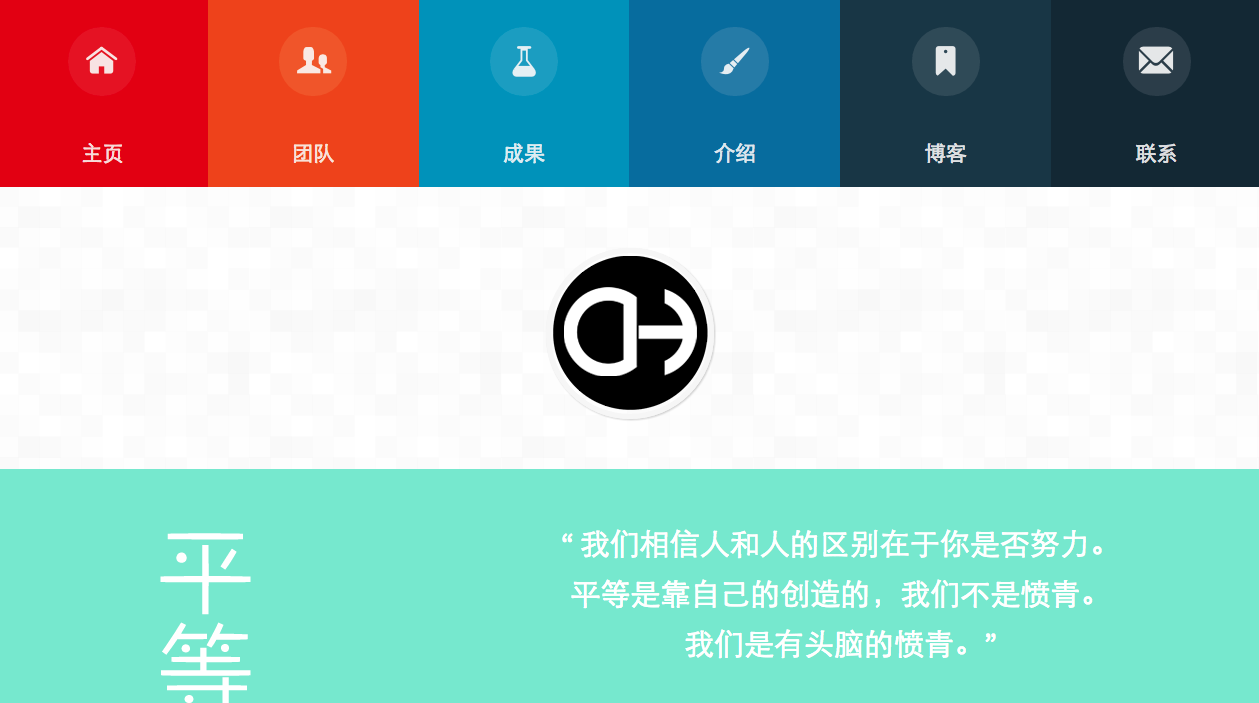 主页
团队
成果
介绍
博客
联系
平等
“ 我们相信人和人的区别在于你是否努力。
平等是靠自己的创造的，我们不是愤青。
我们是有头脑的愤青。”